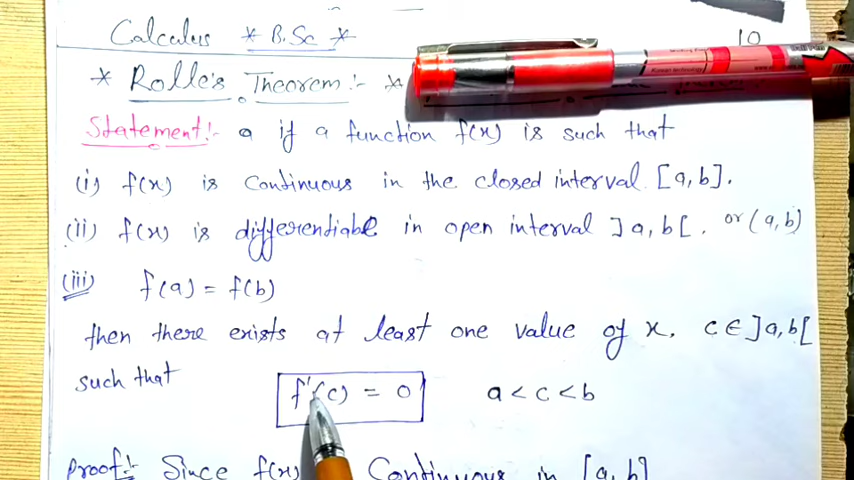 Calculus * B.Sc * 10
* Rolle's Theorem :- *
Statement :- a if a function f(x) is such that
(i) f(x) is continuous in the closed interval [a,b].
(ii) f(x) is differentiable in open interval ]a,b[. or (a,b)
(iii) f(a) = f(b)
then there exists at least one value of x. c ∈ ]a,b[
such that f'(c) = 0 a < c < b
Proof :- Since f(x) Continuous in [a,b]